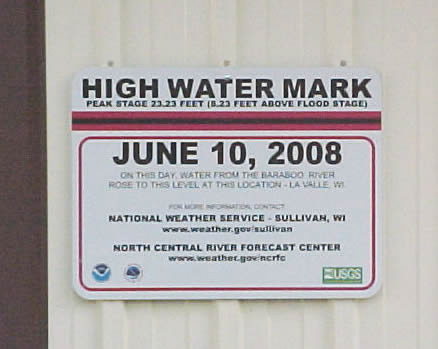 HIGH WATER MARK
PEAK STAGE 23.23 FEET (8.23 FEET ABOVE FLOOD STAGE)
JUNE 10, 2008
ON THIS DAY, WATER FROM THE BARABOO RIVER
ROSE TO THIS LEVEL AT THIS LOCATION - LA VALLE, WI.
FOR MORE INFORMATION, CONTACT:
NATIONAL WEATHER SERVICE - SULLIVAN, WI
www.weather.gov/sullivan
NORTH CENTRAL RIVER FORECAST CENTER
www.weather.gov/ncrfc
USGS